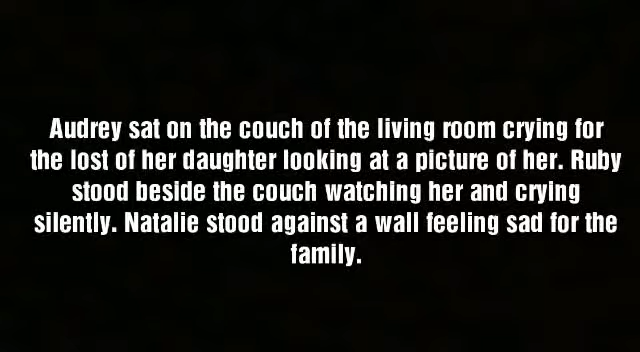 Audrey sat on the couch of the living room crying for
the lost of her daughter looking at a picture of her. Ruby
stood beside the couch watching her and crying
silently. Natalie stood against a wall feeling sad for the
family.